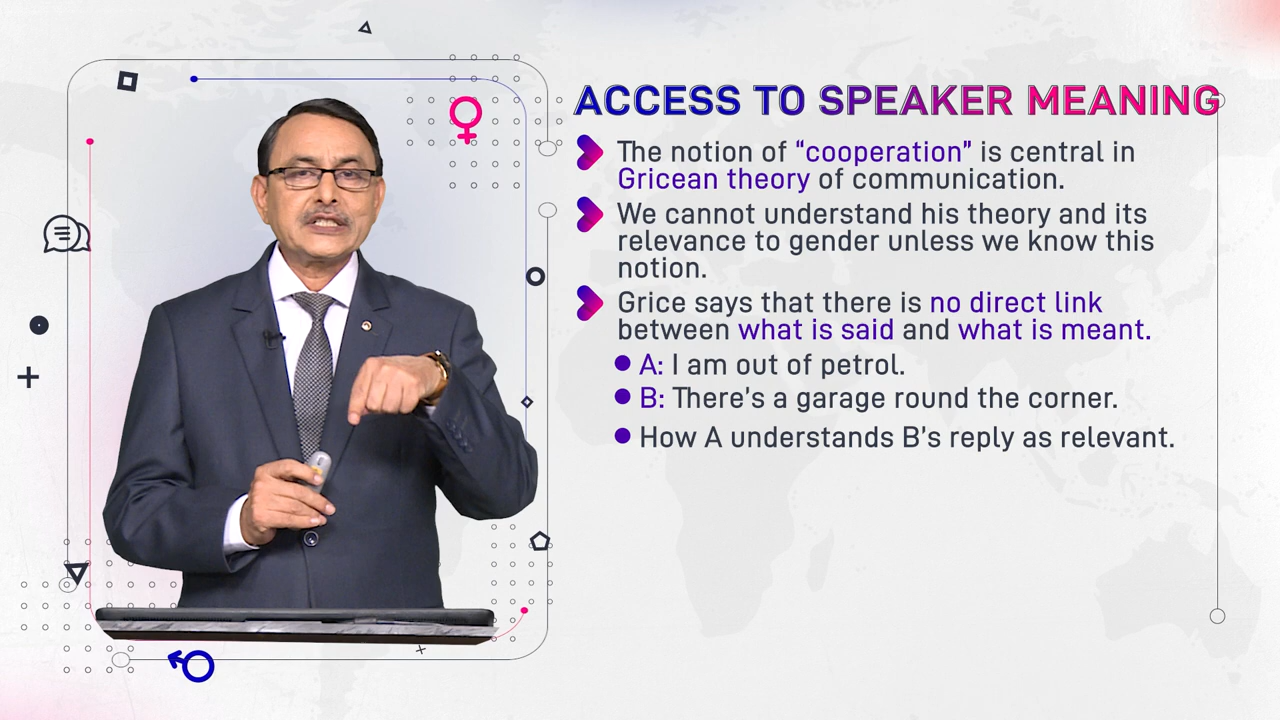 ACCESS TO SPEAKER MEANING
The notion of “cooperation” is central in
Gricean theory of communication.
We cannot understand his theory and its
relevance to gender unless we know this
notion.
Grice says that there is no direct link
between what is said and what is meant.
A: I am out of petrol.
B: There’s a garage round the corner.
How A understands B’s reply as relevant.